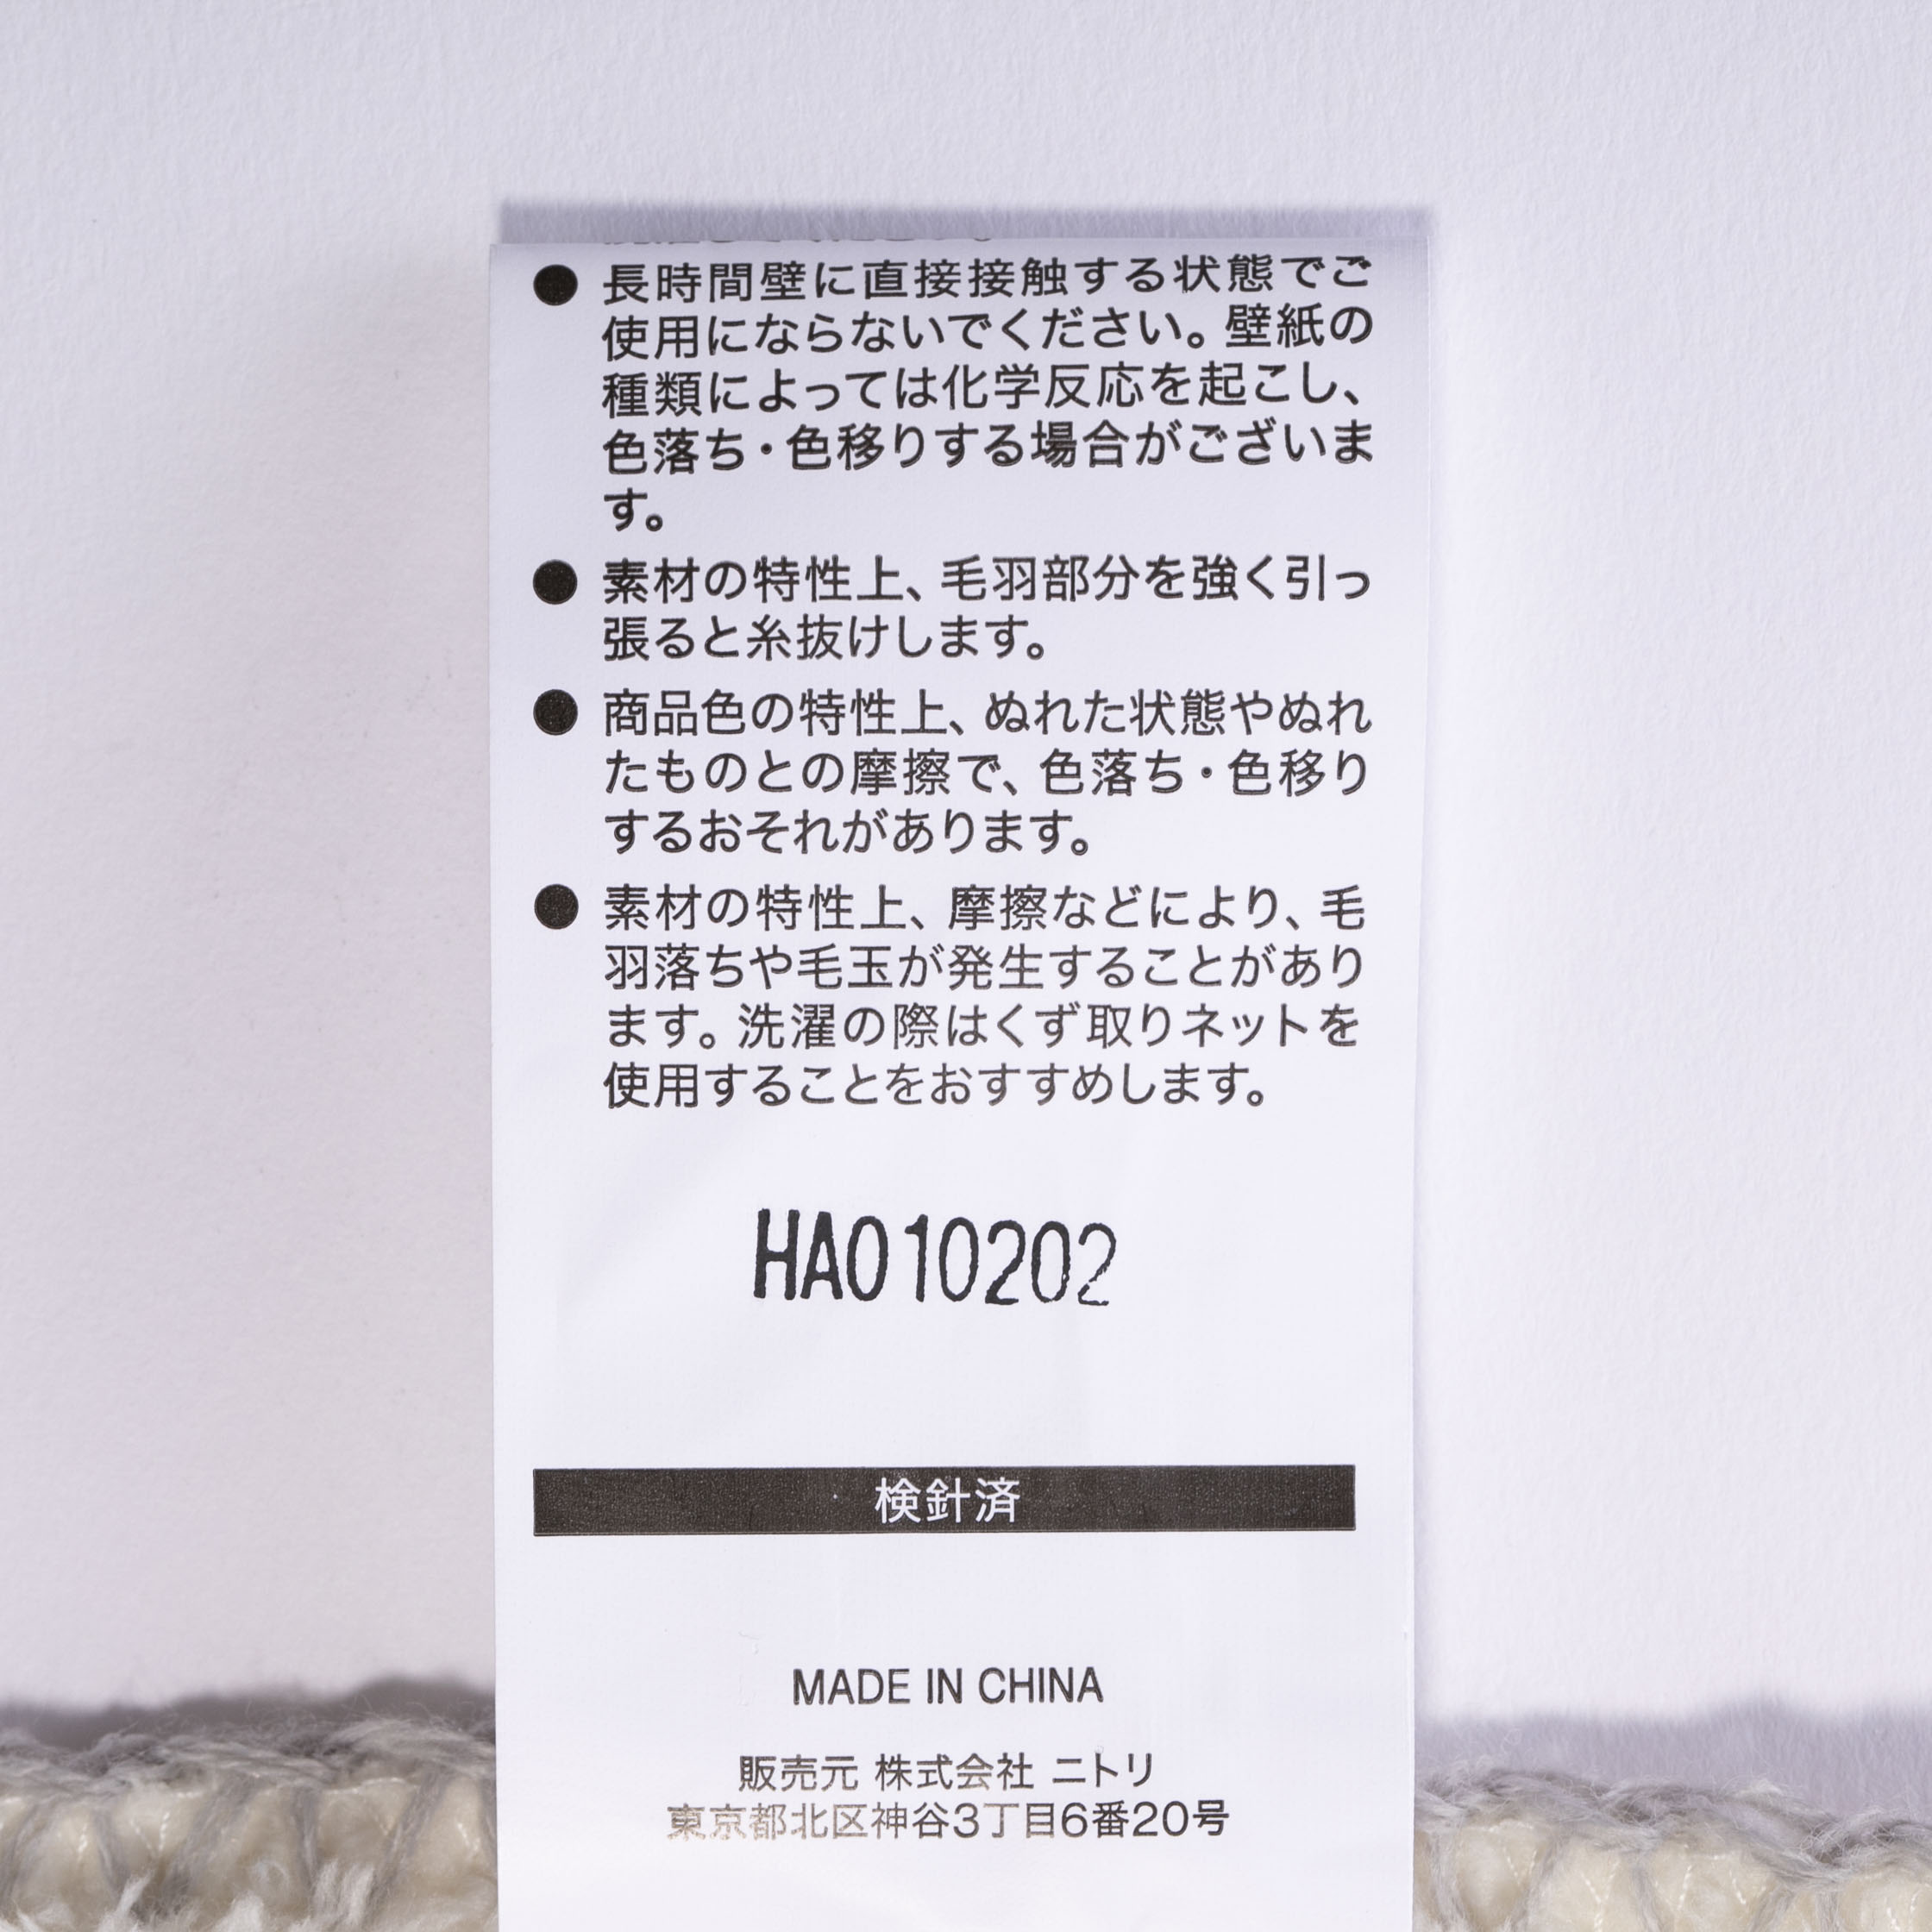 ●長時間壁に直接接触する状態でご
使用にならないでください。壁紙の
種類によっては化学反応を起こし、
色落ち・色移りする場合がございま
す。
●素材の特性上、毛羽部分を強く引っ
張ると糸抜けします。
●商品色の特性上、ぬれた状態やぬれ
たものとの摩擦で、色落ち・色移り
するおそれがあります。
●素材の特性上、摩擦などにより、毛
羽落ちや毛玉が発生することがあり
ます。洗濯の際はくず取りネットを
使用することをおすすめします。
HA010202
検針済
MADE IN CHINA
販売元 株式会社 ニトリ
東京都北区神谷3丁目6番20号